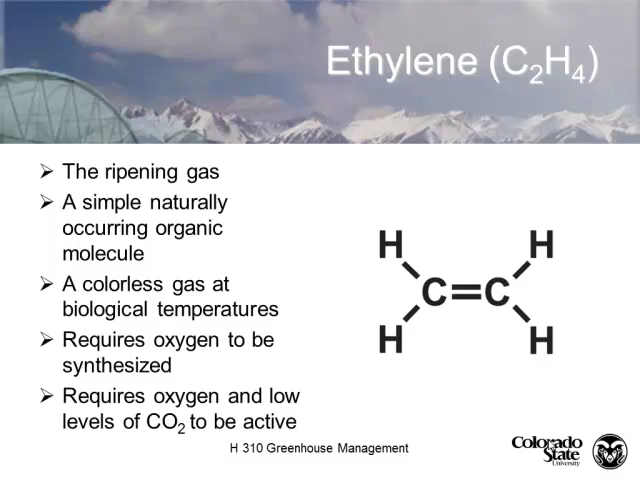 Ethylene (C₂H₄)
➢ The ripening gas
➢ A simple naturally
occurring organic
molecule
➢ A colorless gas at
biological temperatures
➢ Requires oxygen to be
synthesized
➢ Requires oxygen and low
levels of CO₂ to be active
H H
C=C
H H
H 310 Greenhouse Management
Colorado
State
University